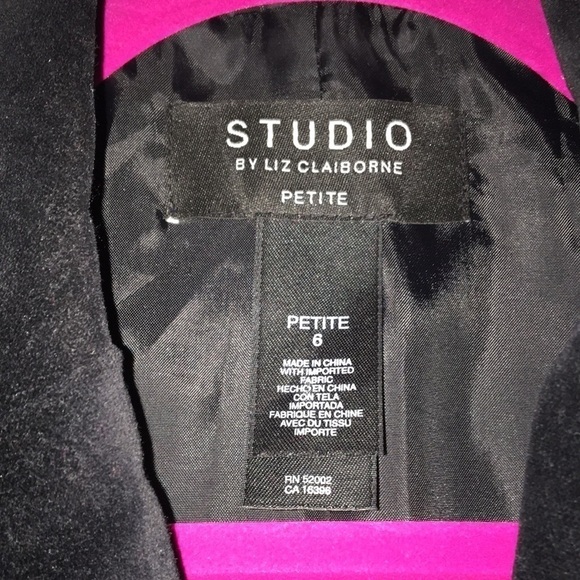 STUDIO
BY LIZ CLAIBORNE
PETITE
PETITE
6
MADE IN CHINA
WITH IMPORTED
FABRIC
HECHO EN CHINA
CON TELA
IMPORTADA
FABRIQUE EN CHINE
AVEC DU TISSU
IMPORTE
RN 52002
CA 16396